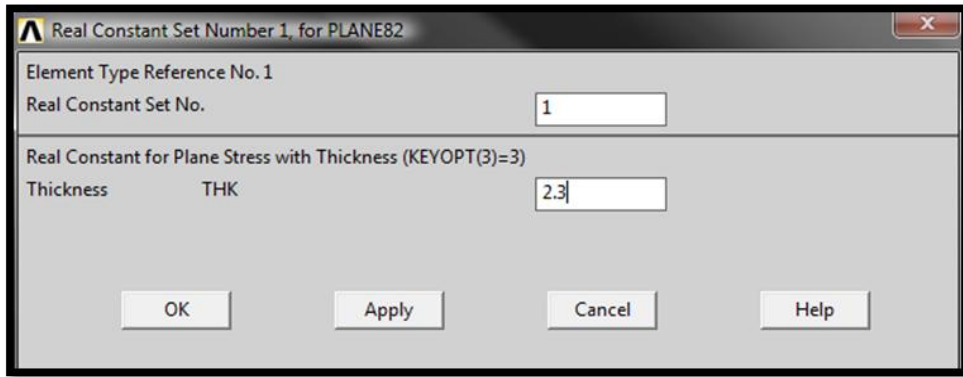 Real Constant Set Number 1, for PLANE82
X
Element Type Reference No. 1
Real Constant Set No. 1
Real Constant for Plane Stress with Thickness (KEYOPT(3)=3)
Thickness THK 2.3
OK Apply Cancel Help